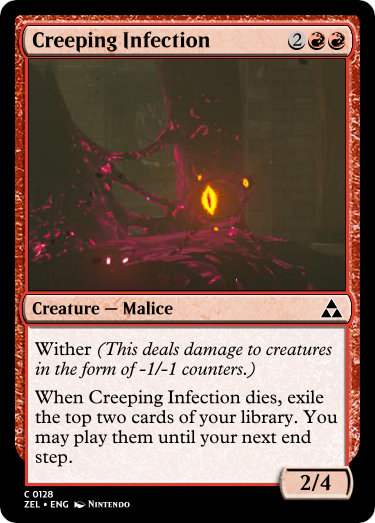 Creeping Infection 2
Creature — Malice
Wither (This deals damage to creatures
in the form of -1/-1 counters.)
When Creeping Infection dies, exile
the top two cards of your library. You
may play them until your next end
step.
2/4
C 0128
ZEL • ENG Nintendo